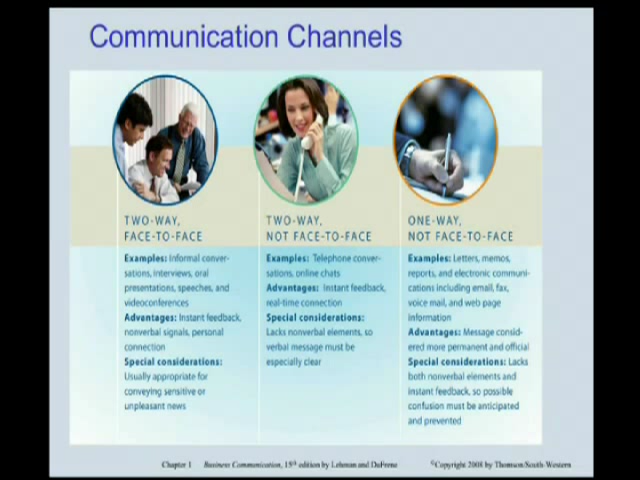 Communication Channels
TWO-WAY,
FACE-TO-FACE
Examples: Informal conver-
sations, interviews, oral
presentations, speeches, and
videoconferences
Advantages: Instant feedback,
nonverbal signals, personal
connection
Special considerations:
Usually appropriate for
conveying sensitive or
unpleasant news
TWO-WAY,
NOT FACE-TO-FACE
Examples: Telephone conver-
sations, online chats
Advantages: Instant feedback,
real-time connection
Special considerations:
Lacks nonverbal elements, so
verbal message must be
especially clear
ONE-WAY,
NOT FACE-TO-FACE
Examples: Letters, memos,
reports, and electronic communi-
cations including email, fax,
voice mail, and web page
information
Advantages: Message consid-
ered more permanent and official
Special considerations: Lacks
both nonverbal elements and
instant feedback, so possible
confusion must be anticipated
and prevented
Chapter 1 Business Communication, 15th edition by Lehman and DuFrene ©Copyright 2008 by Thomson/South-Western